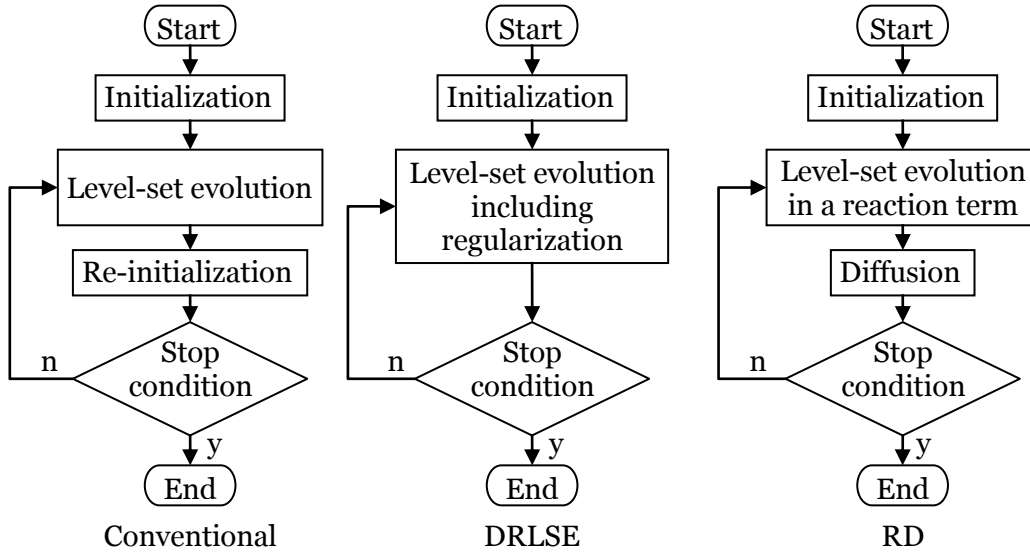 Start
Initialization
Level-set evolution
Re-initialization
Stop
condition
n
y
End
Conventional
Start
Initialization
Level-set evolution
including
regularization
Stop
condition
n
y
End
DRLSE
Start
Initialization
Level-set evolution
in a reaction term
Diffusion
Stop
condition
n
y
End
RD